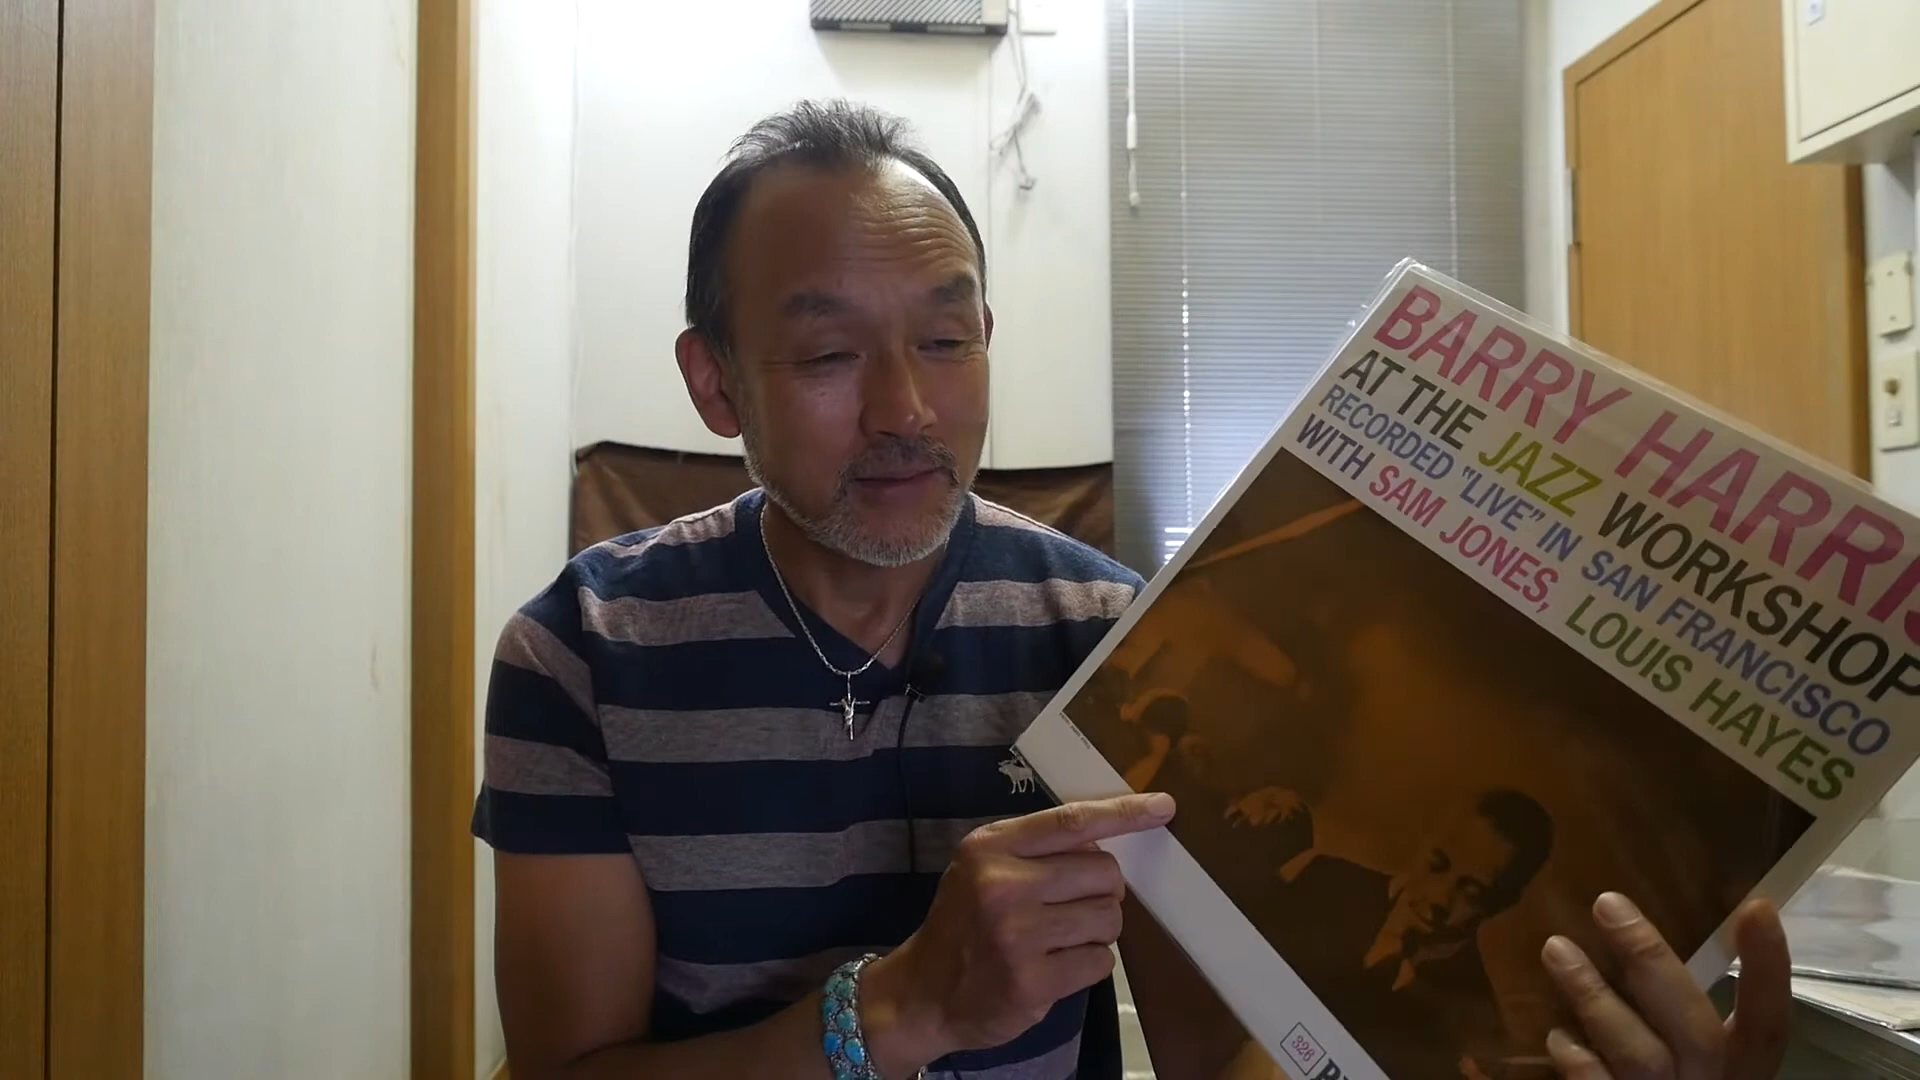 BARRY HARRIS
AT THE JAZZ WORKSHOP
RECORDED "LIVE" IN SAN FRANCISCO
WITH SAM JONES, LOUIS HAYES
326